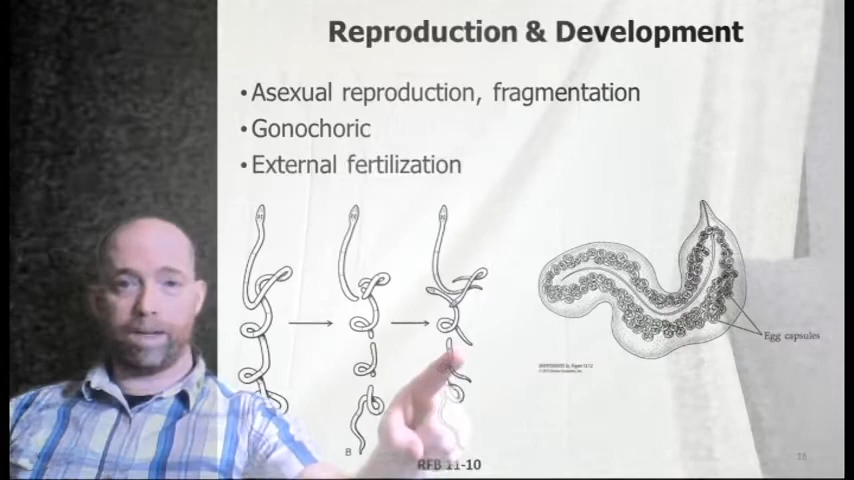 Reproduction & Development
•Asexual reproduction, fragmentation
•Gonochoric
•External fertilization
Egg capsules
B
RFB 11-10